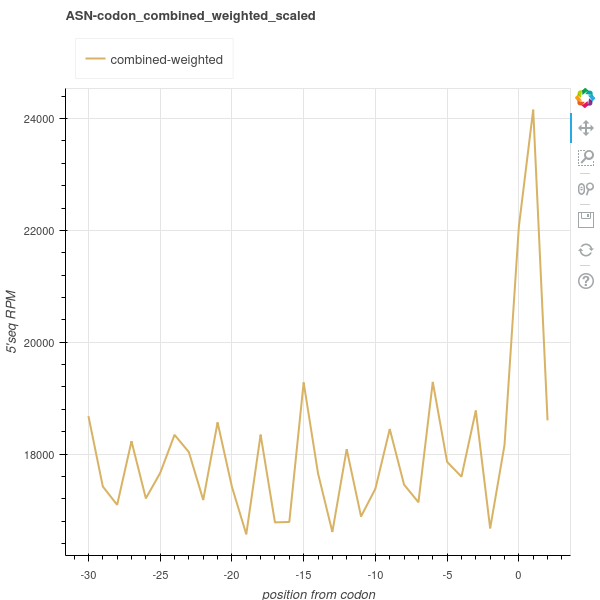 ASN-codon_combined_weighted_scaled
combined-weighted
24000
22000
20000
18000
5'seq RPM
-30 -25 -20 -15 -10 -5 0
position from codon